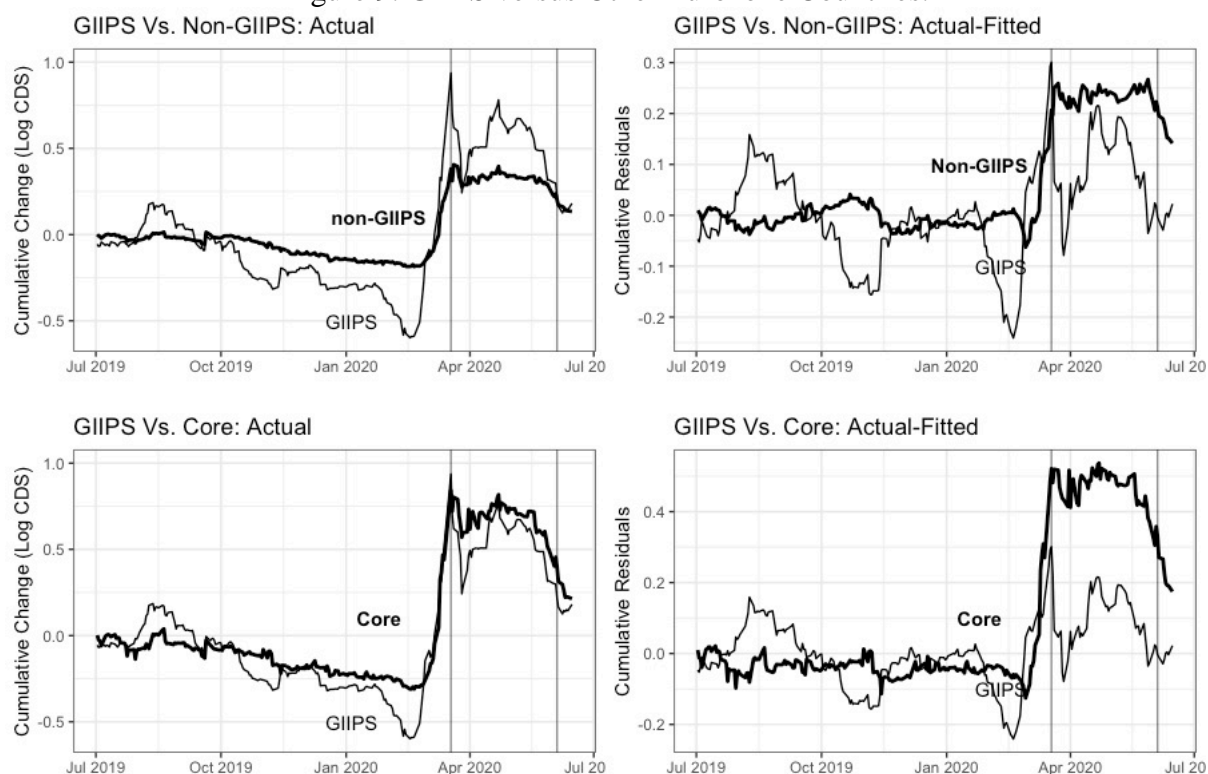 GIIPS Vs. Non-GIIPS: Actual
Cumulative Change (Log CDS)
1.0
0.5
0.0
-0.5
non-GIIPS
GIIPS
Jul 2019
Oct 2019
Jan 2020
Apr 2020
Jul 20
GIIPS Vs. Non-GIIPS: Actual-Fitted
Cumulative Residuals
0.3
0.2
0.1
0.0
-0.1
-0.2
Non-GIIPS
GIIPS
Jul 2019
Oct 2019
Jan 2020
Apr 2020
Jul 20
GIIPS Vs. Core: Actual
Cumulative Change (Log CDS)
1.0
0.5
0.0
-0.5
Core
GIIPS
Jul 2019
Oct 2019
Jan 2020
Apr 2020
Jul 20
GIIPS Vs. Core: Actual-Fitted
Cumulative Residuals
0.4
0.2
0.0
-0.2
Core
GIIPS
Jul 2019
Oct 2019
Jan 2020
Apr 2020
Jul 20